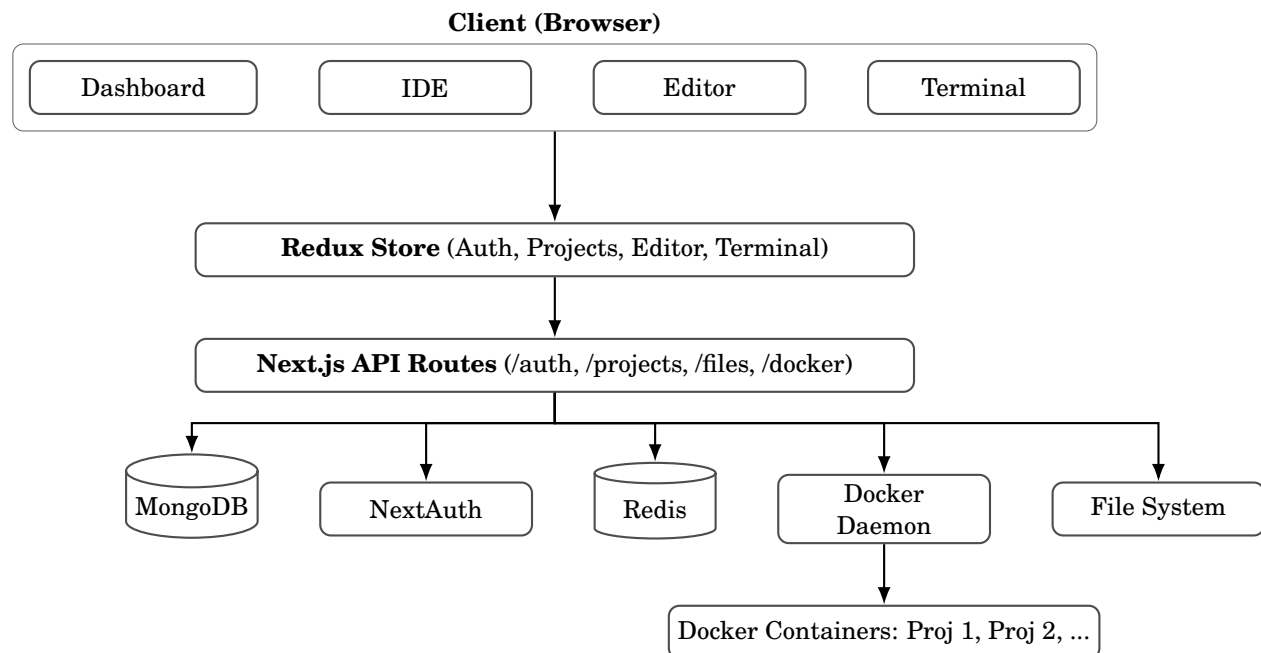 Client (Browser)
Dashboard
IDE
Editor
Terminal
Redux Store (Auth, Projects, Editor, Terminal)
Next.js API Routes (/auth, /projects, /files, /docker)
MongoDB
NextAuth
Redis
Docker
Daemon
File System
Docker Containers: Proj 1, Proj 2, ...